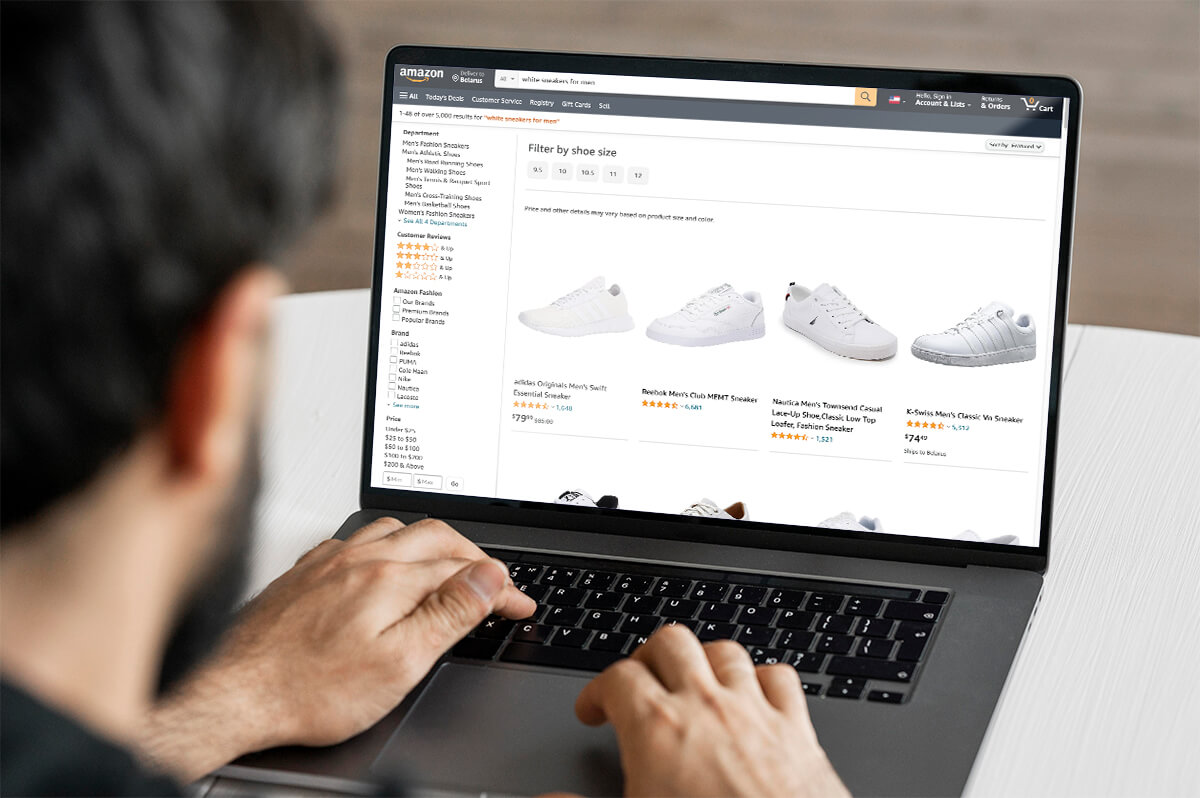 amazon
Deliver to
Belarus
All
white sneakers for men
Hello, Sign in
Account & Lists
Returns
& Orders
0
Cart
All
Today's Deals
Customer Service
Registry
Gift Cards
Sell
1-48 of over 5,000 results for "white sneakers for men"
Sort by: Featured
Department
Men's Fashion Sneakers
Men's Athletic Shoes
Men's Road Running Shoes
Men's Walking Shoes
Men's Tennis & Racquet Sport
Shoes
Men's Cross-Training Shoes
Men's Basketball Shoes
Women's Fashion Sneakers
See All 4 Departments
Customer Reviews
& Up
& Up
& Up
& Up
Amazon Fashion
Our Brands
Premium Brands
Popular Brands
Brand
adidas
Reebok
PUMA
Cole Haan
Nike
Nautica
Lacoste
See more
Price
Under $25
$25 to $50
$50 to $100
$100 to $200
$200 & Above
$ Min
$ Max
Go
Filter by shoe size
9.5
10
10.5
11
12
Price and other details may vary based on product size and color.
adidas Originals Men's Swift
Essential Sneaker
1,048
$79
Reebok Men's Club MEMT Sneaker
6,681
Nautica Men's Townsend Casual
Lace-Up Shoe,Classic Low Top
Loafer, Fashion Sneaker
1,521
K-Swiss Men's Classic Vn Sneaker
5,312
$74
Ships to Belarus
3 4 5 6 7 8 9 0
E R T Y U I O P
F G H J K L
X C V B N